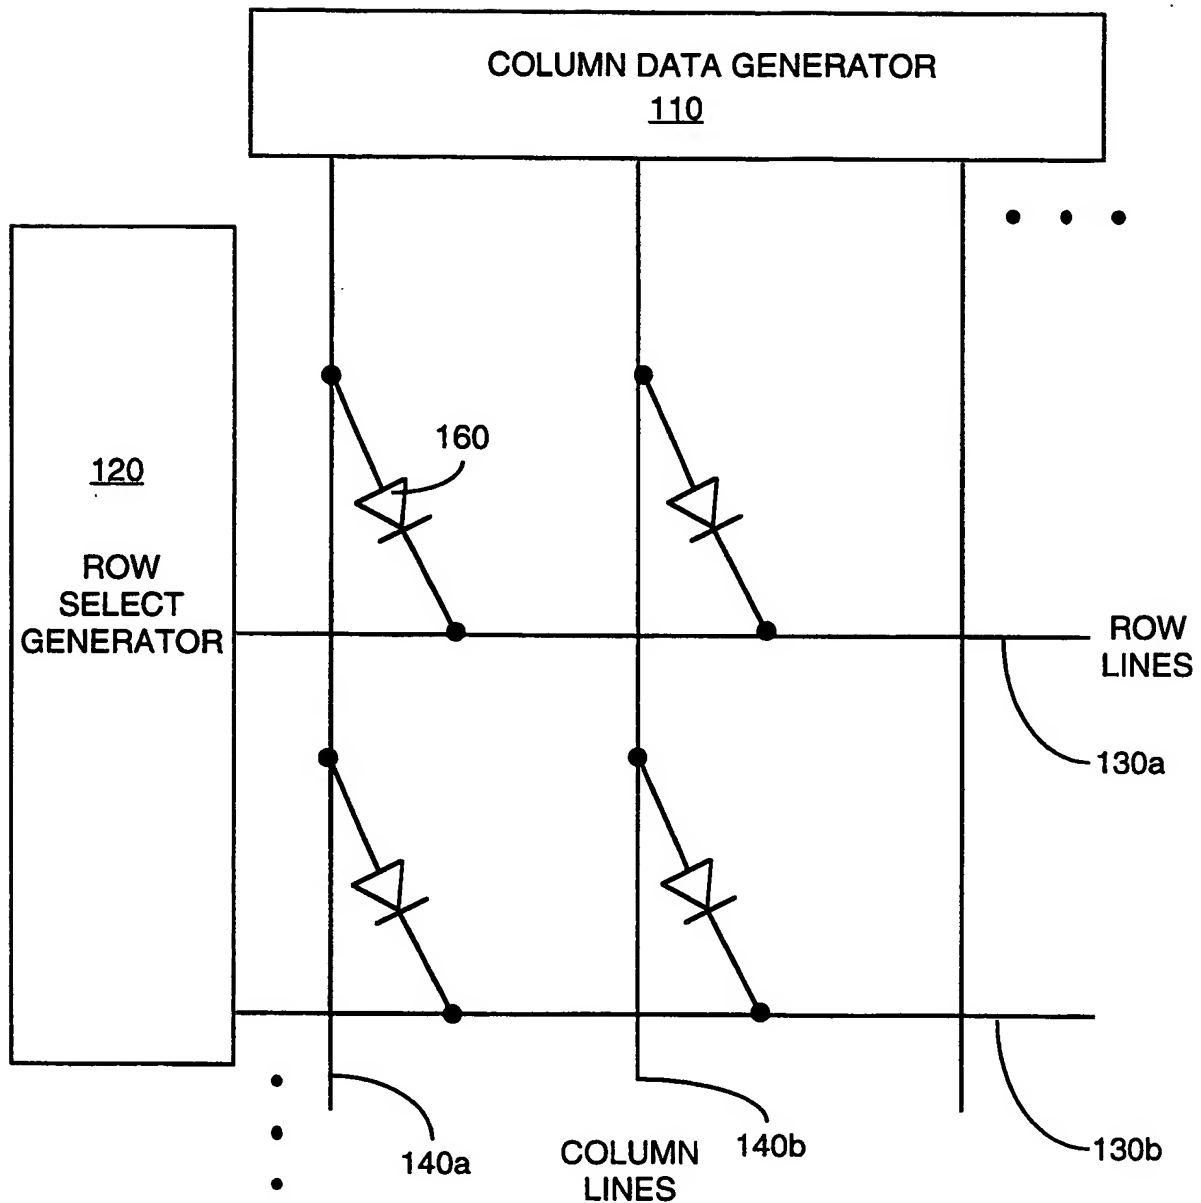 COLUMN DATA GENERATOR
110
160
120
ROW
SELECT
GENERATOR
ROW
LINES
130a
140a
COLUMN
LINES
140b
130b